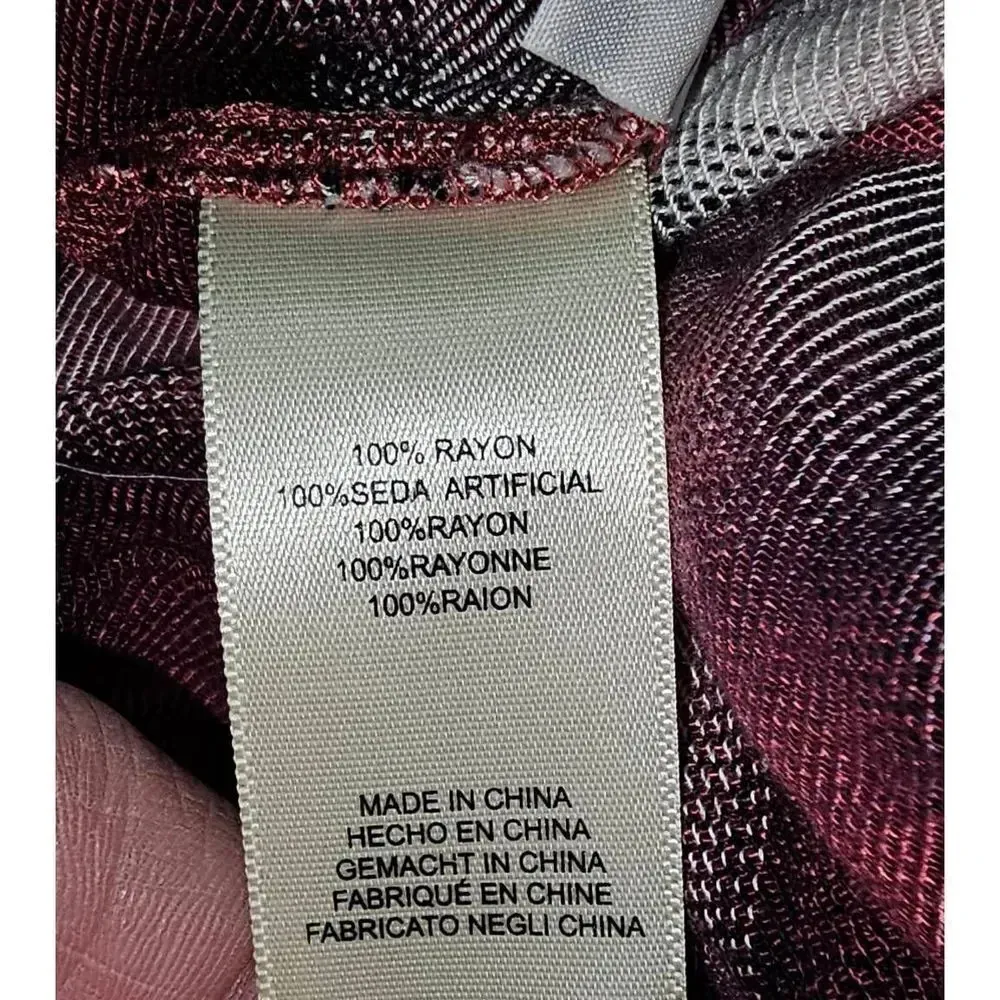 100% RAYON
100%SEDA ARTIFICIAL
100%RAYON
100%RAYONNE
100%RAION
MADE IN CHINA
HECHO EN CHINA
GEMACHT IN CHINA
FABRIQUÉ EN CHINE
FABRICATO NEGLI CHINA